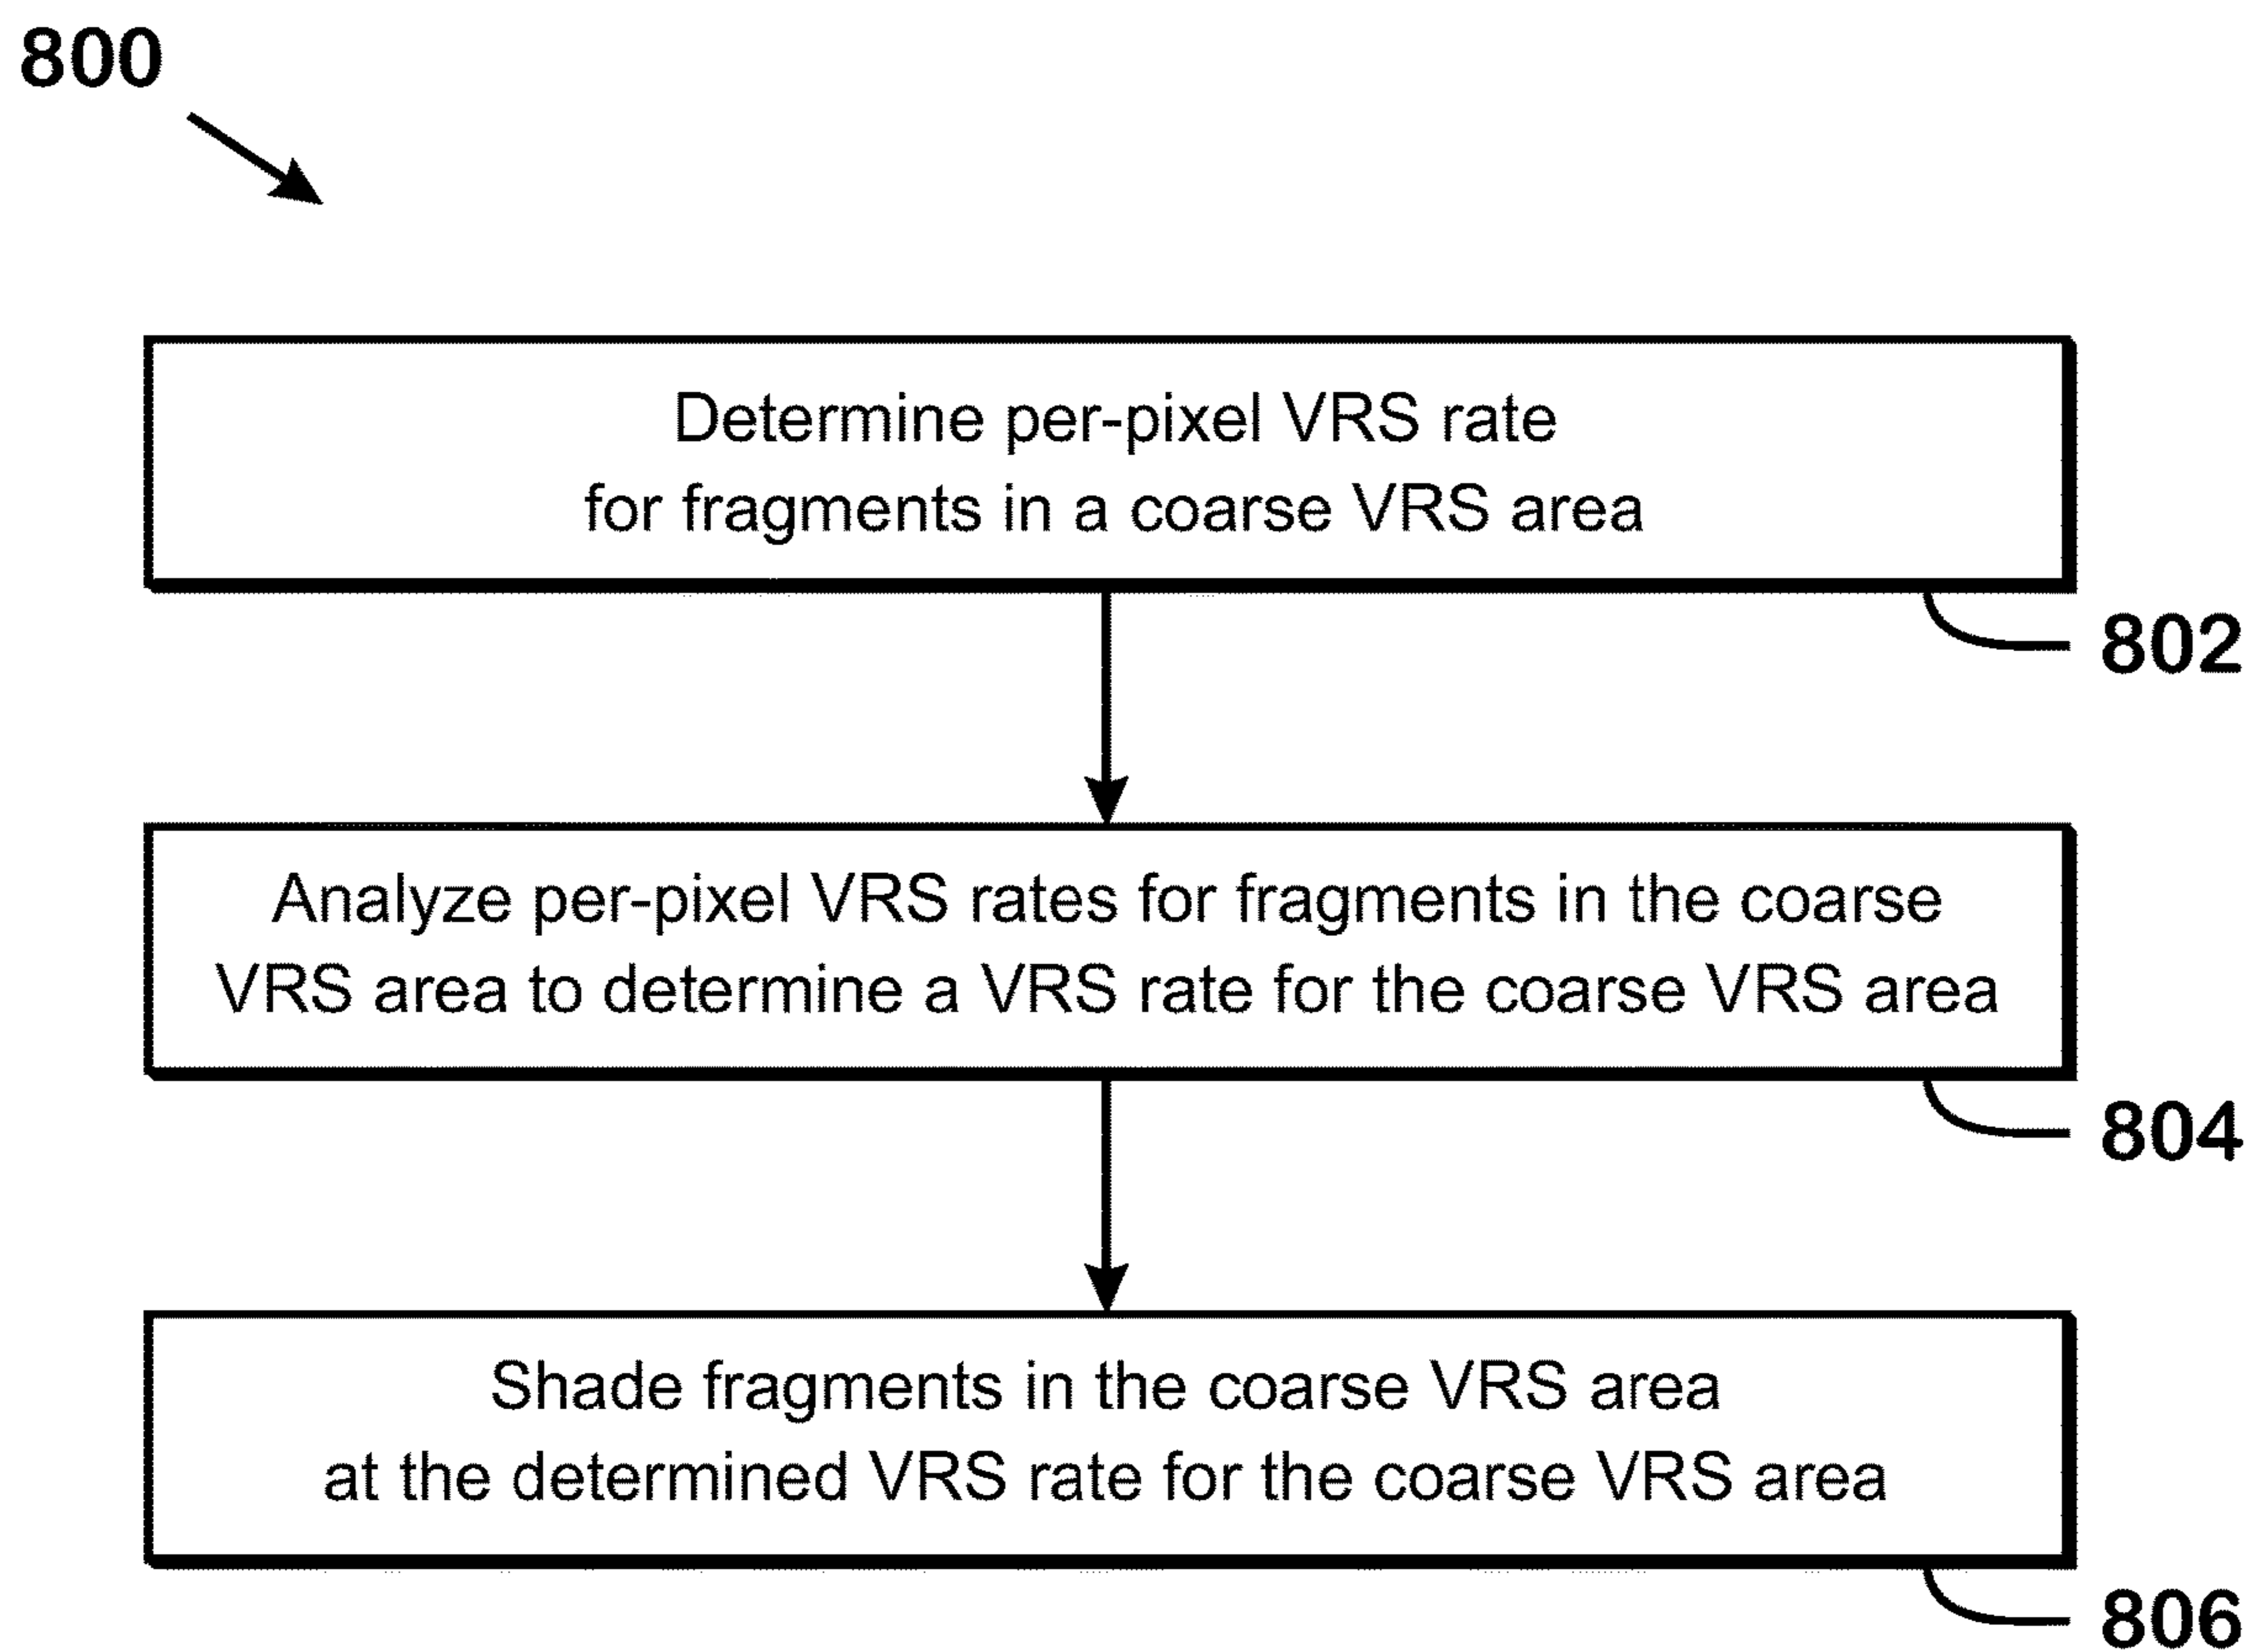 800
Determine per-pixel VRS rate
for fragments in a coarse VRS area
802
Analyze per-pixel VRS rates for fragments in the coarse
VRS area to determine a VRS rate for the coarse VRS area
804
Shade fragments in the coarse VRS area
at the determined VRS rate for the coarse VRS area
806